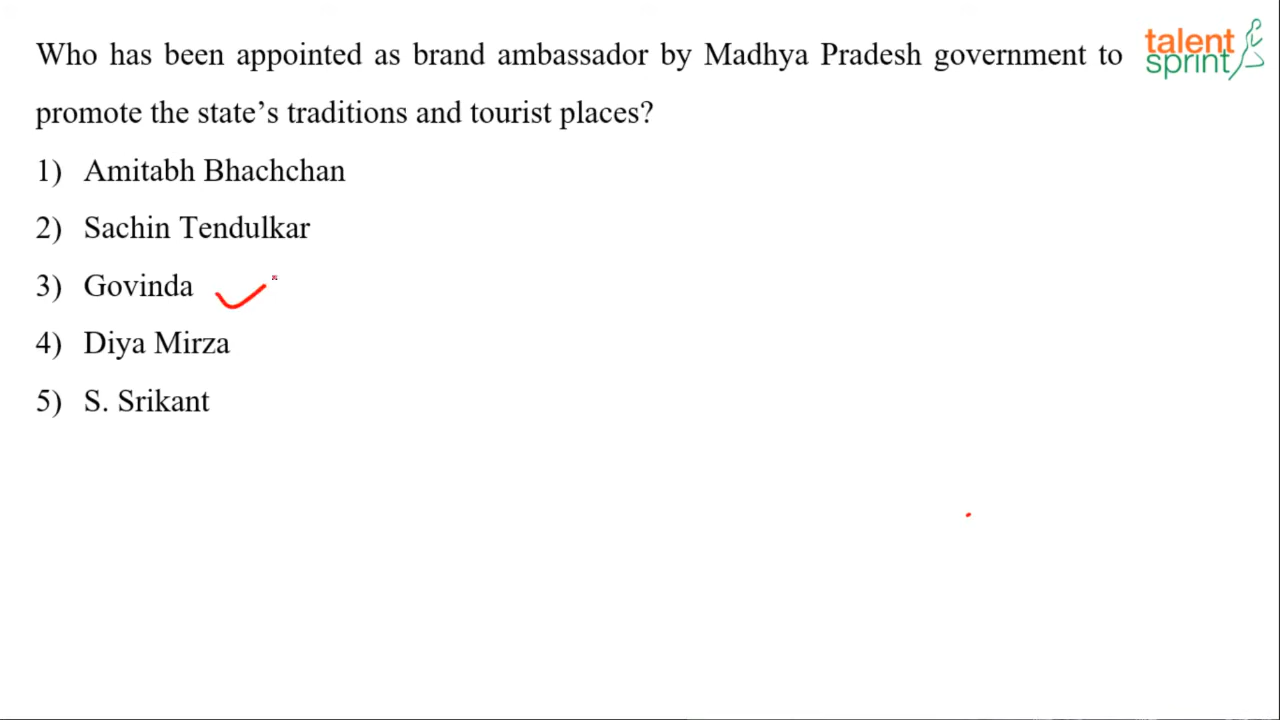 Who has been appointed as brand ambassador by Madhya Pradesh government to
promote the state's traditions and tourist places?
1) Amitabh Bhachchan
2) Sachin Tendulkar
3) Govinda
4) Diya Mirza
5) S. Srikant
talent
sprint